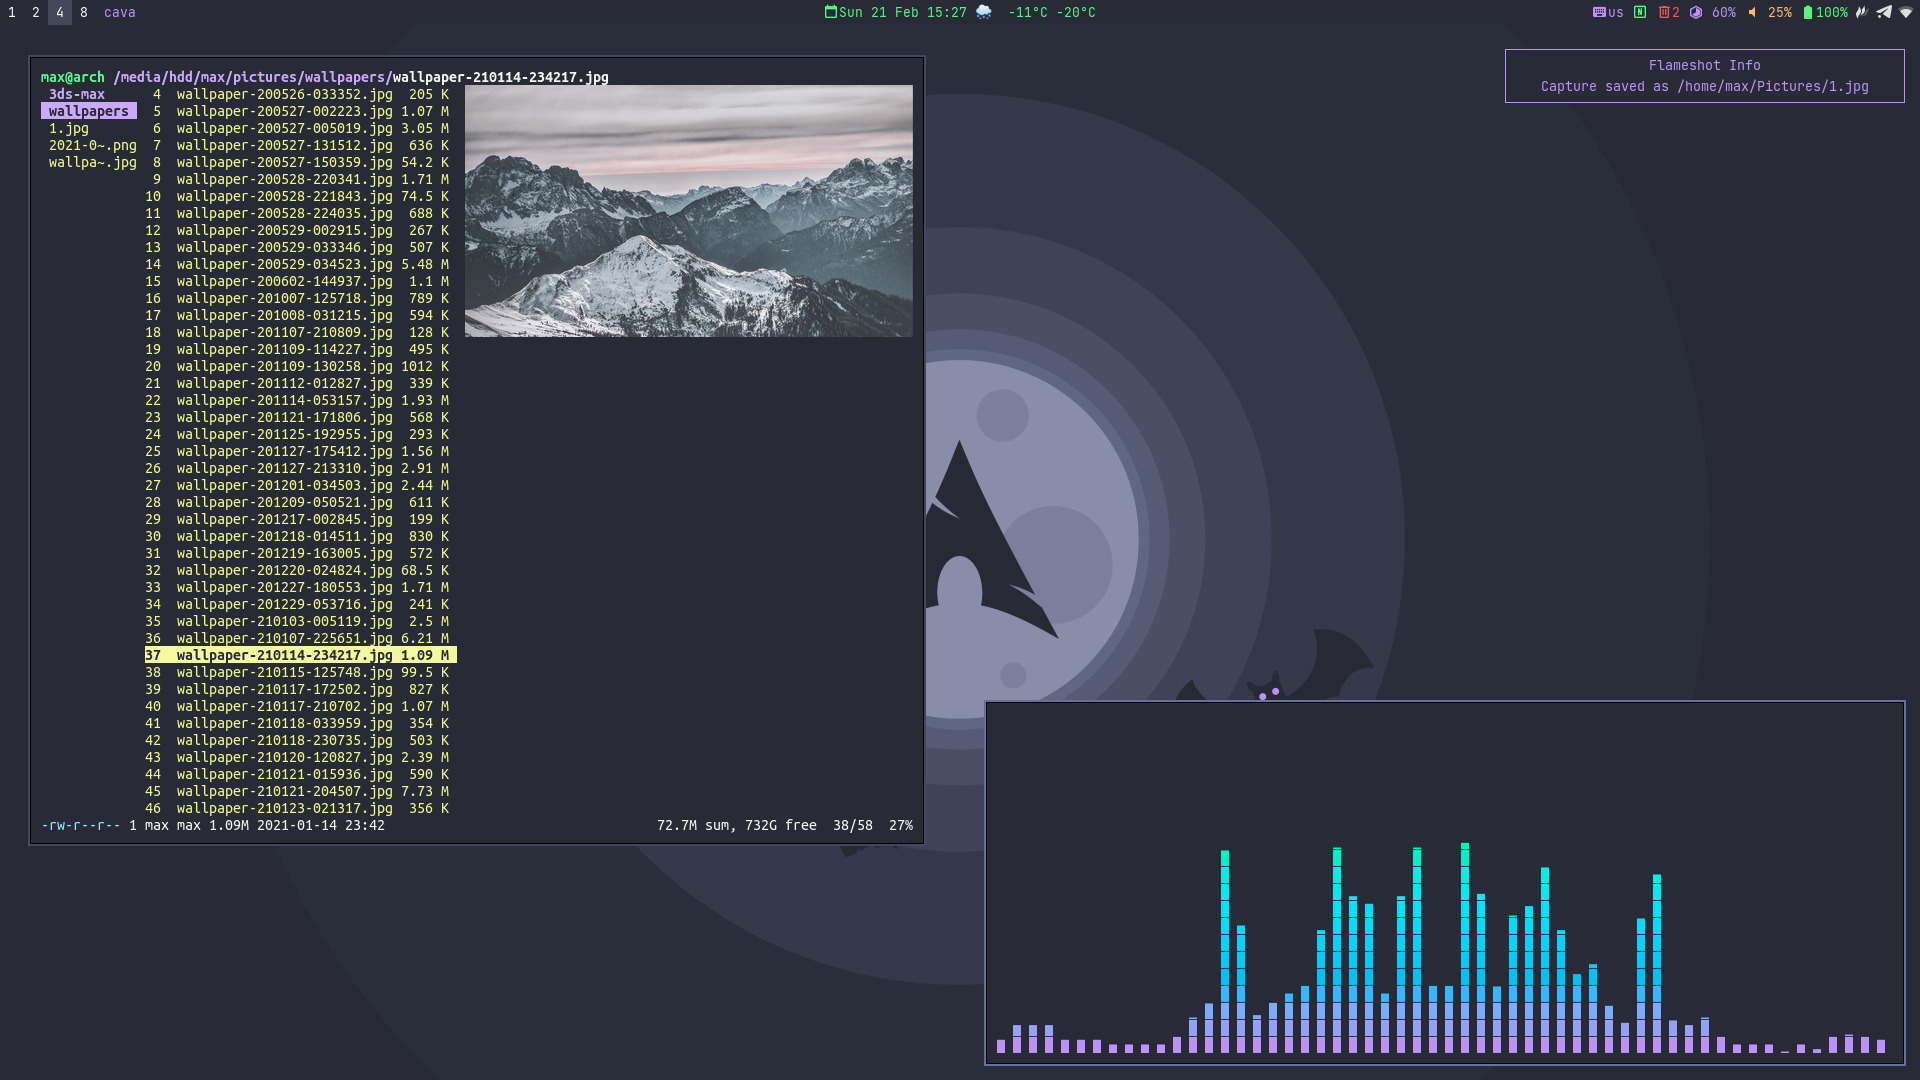 1 2 4 8 cava
Sun 21 Feb 15:27 -11°C -20°C
us N 2 60% 25% 100%
Flameshot Info
Capture saved as /home/max/Pictures/1.jpg
max@arch /media/hdd/max/pictures/wallpapers/wallpaper-210114-234217.jpg
3ds-max
wallpapers
1.jpg
2021-0~.png
wallpa~.jpg
4 wallpaper-200526-033352.jpg 205 K
5 wallpaper-200527-002223.jpg 1.07 M
6 wallpaper-200527-005019.jpg 3.05 M
7 wallpaper-200527-131512.jpg 636 K
8 wallpaper-200527-150359.jpg 54.2 K
9 wallpaper-200528-220341.jpg 1.71 M
10 wallpaper-200528-221843.jpg 74.5 K
11 wallpaper-200528-224035.jpg 688 K
12 wallpaper-200529-002915.jpg 267 K
13 wallpaper-200529-033346.jpg 507 K
14 wallpaper-200529-034523.jpg 5.48 M
15 wallpaper-200602-144937.jpg 1.1 M
16 wallpaper-201007-125718.jpg 789 K
17 wallpaper-201008-031215.jpg 594 K
18 wallpaper-201107-210809.jpg 128 K
19 wallpaper-201109-114227.jpg 495 K
20 wallpaper-201109-130258.jpg 1012 K
21 wallpaper-201112-012827.jpg 339 K
22 wallpaper-201114-053157.jpg 1.93 M
23 wallpaper-201121-171806.jpg 568 K
24 wallpaper-201125-192955.jpg 293 K
25 wallpaper-201127-175412.jpg 1.56 M
26 wallpaper-201127-213310.jpg 2.91 M
27 wallpaper-201201-034503.jpg 2.44 M
28 wallpaper-201209-050521.jpg 611 K
29 wallpaper-201217-002845.jpg 199 K
30 wallpaper-201218-014511.jpg 830 K
31 wallpaper-201219-163005.jpg 572 K
32 wallpaper-201220-024824.jpg 68.5 K
33 wallpaper-201227-180553.jpg 1.71 M
34 wallpaper-201229-053716.jpg 241 K
35 wallpaper-210103-005119.jpg 2.5 M
36 wallpaper-210107-225651.jpg 6.21 M
37 wallpaper-210114-234217.jpg 1.09 M
38 wallpaper-210115-125748.jpg 99.5 K
39 wallpaper-210117-172502.jpg 827 K
40 wallpaper-210117-210702.jpg 1.07 M
41 wallpaper-210118-033959.jpg 354 K
42 wallpaper-210118-230735.jpg 503 K
43 wallpaper-210120-120827.jpg 2.39 M
44 wallpaper-210121-015936.jpg 590 K
45 wallpaper-210121-204507.jpg 7.73 M
46 wallpaper-210123-021317.jpg 356 K
-rw-r--r-- 1 max max 1.09M 2021-01-14 23:42 72.7M sum, 732G free 38/58 27%